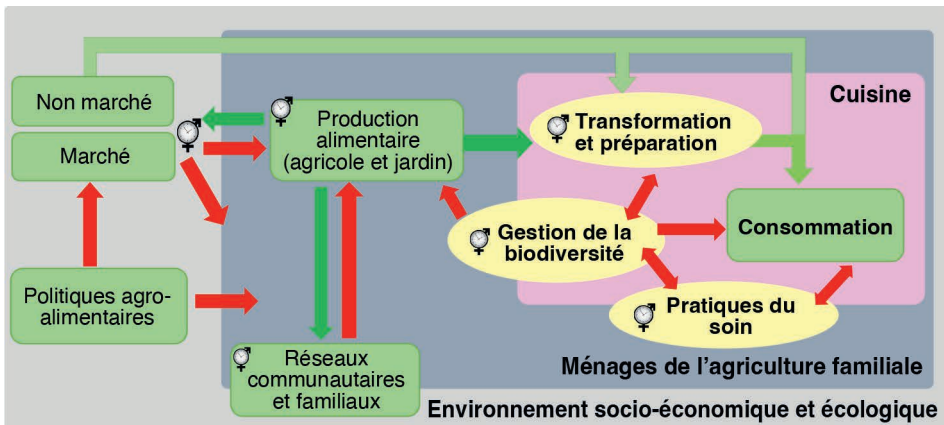 Non marché
Marché
Politiques agro-
alimentaires
Production
alimentaire
(agricole et jardin)
Réseaux
communautaires
et familiaux
Cuisine
Transformation
et préparation
Gestion de la
biodiversité
Consommation
Pratiques du
soin
Ménages de l’agriculture familiale
Environnement socio-économique et écologique